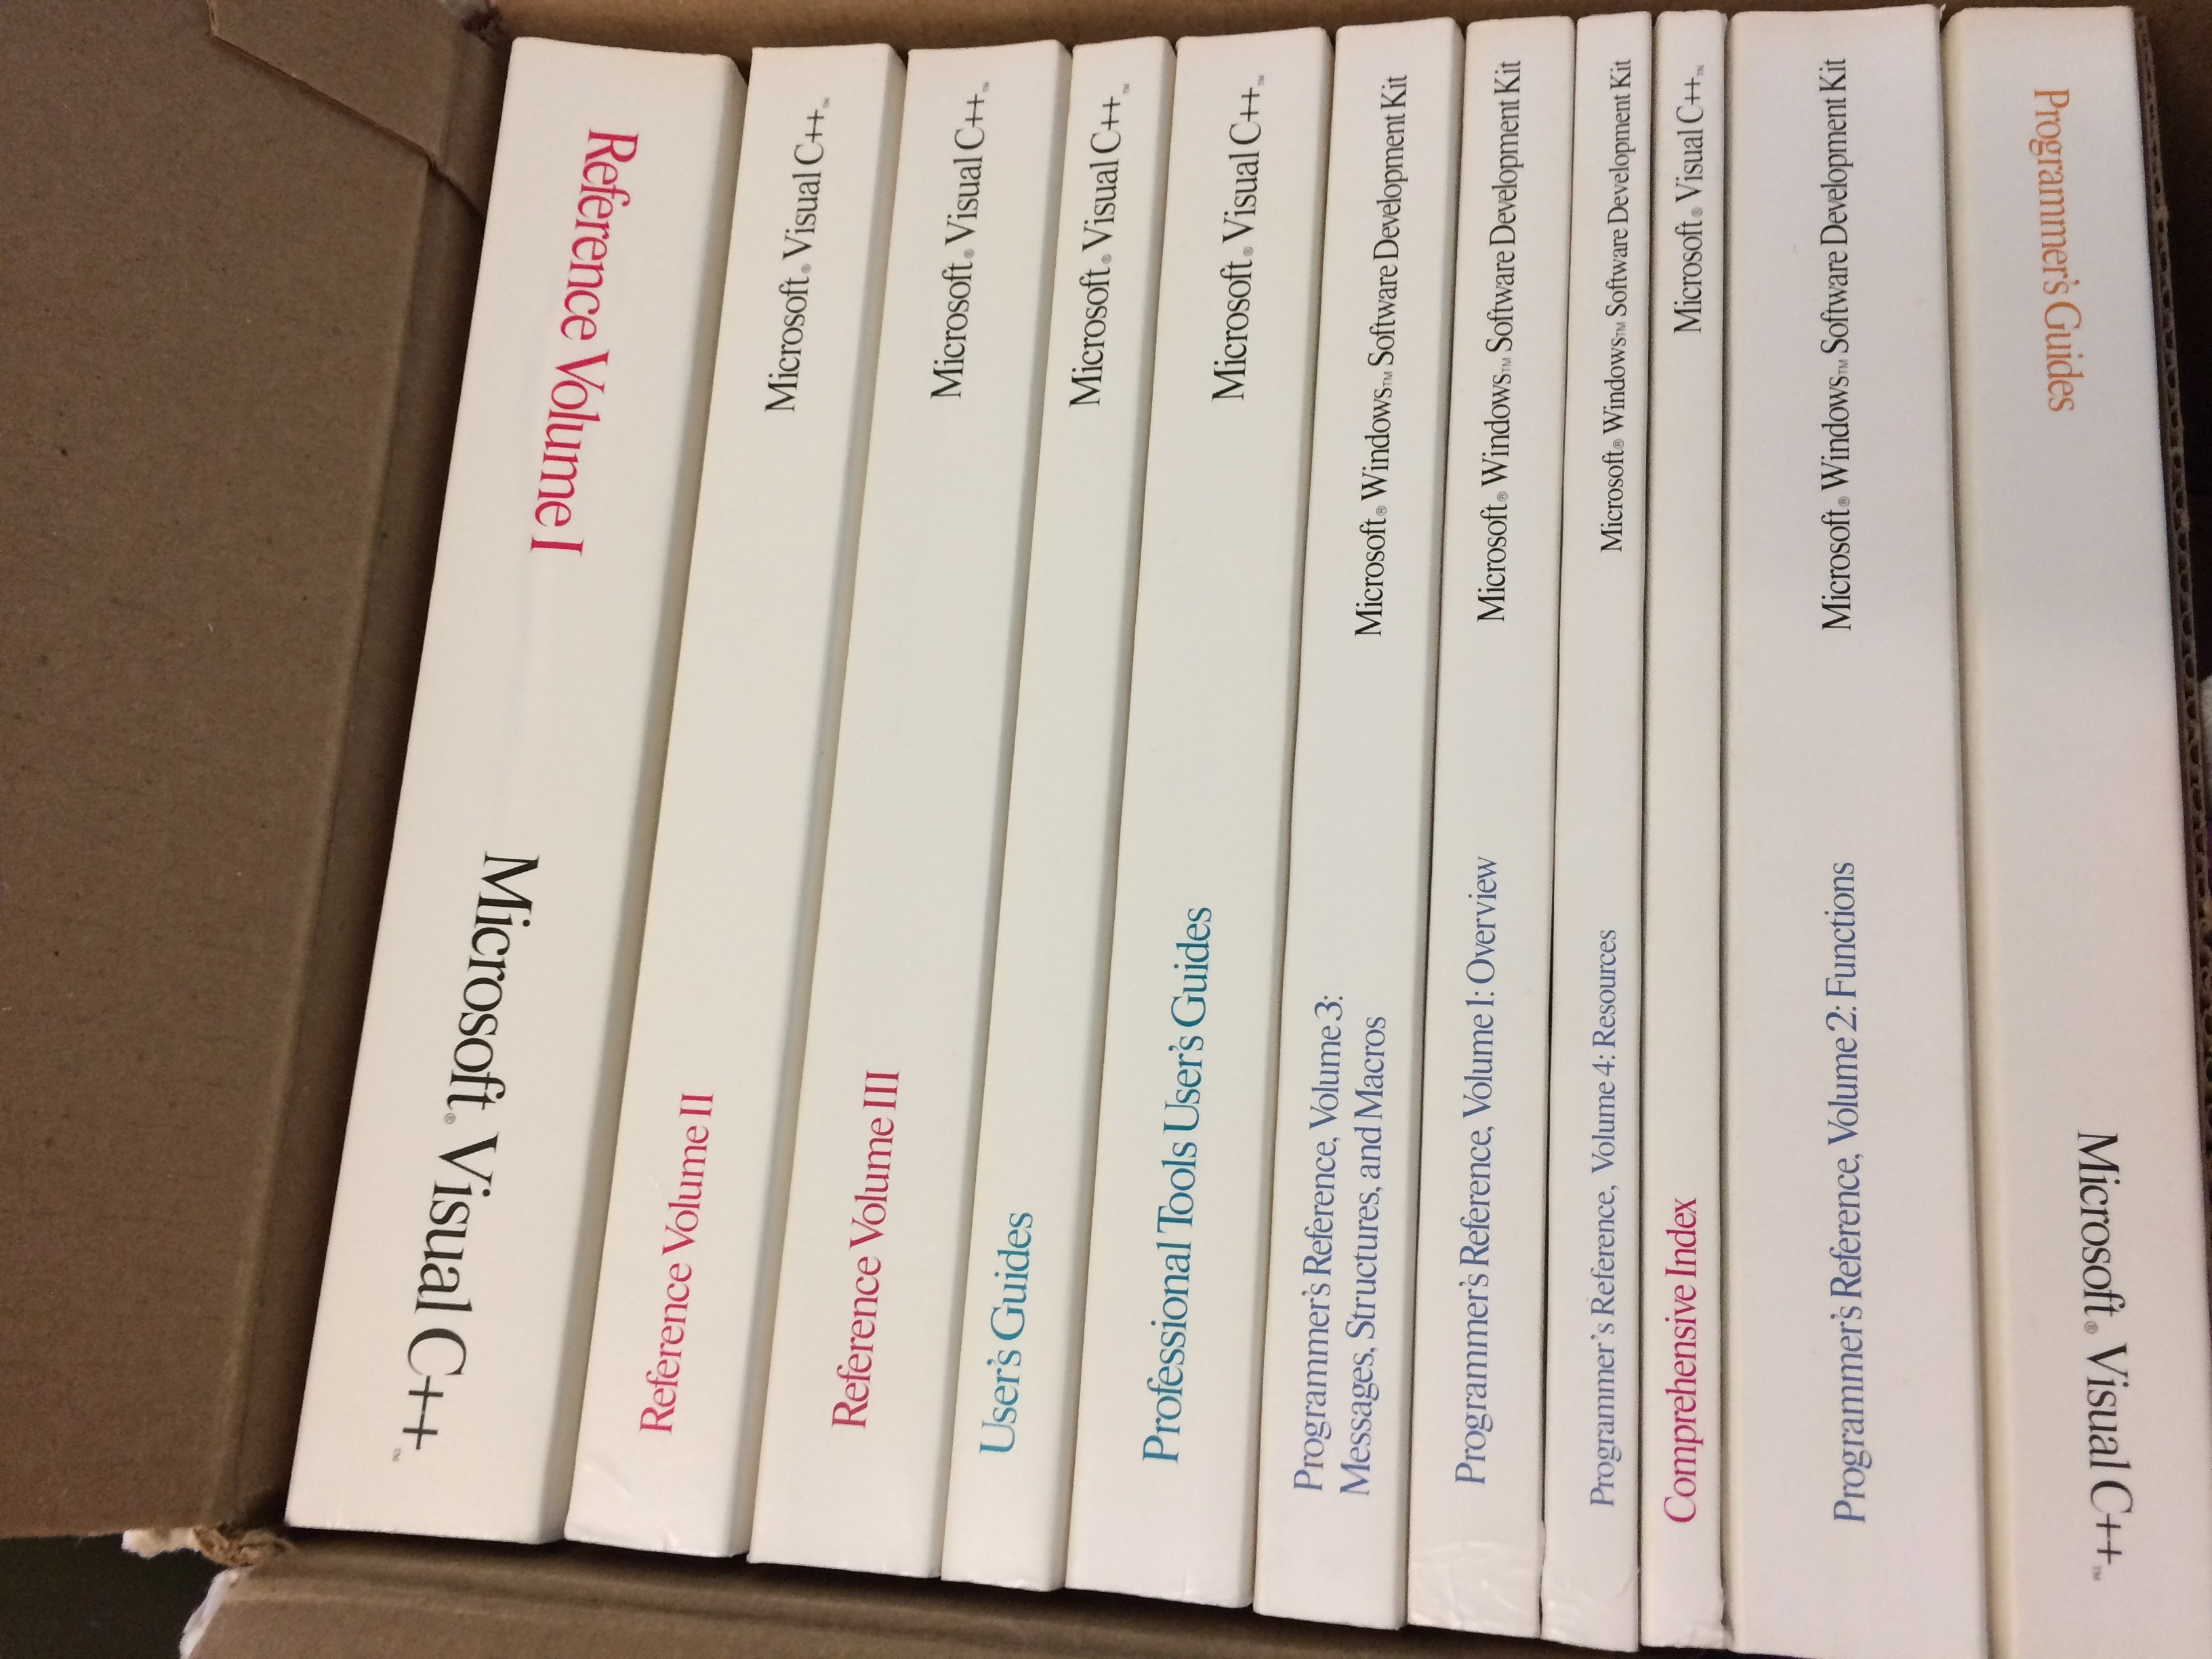 Microsoft® Visual C++™
Programmer's Guides
Programmer's Reference, Volume 2: Functions
Microsoft® Windows™ Software Development Kit
Comprehensive Index
Microsoft® Visual C++™
Programmer's Reference, Volume 4: Resources
Microsoft® Windows™ Software Development Kit
Programmer's Reference, Volume 1: Overview
Microsoft® Windows™ Software Development Kit
Programmer's Reference, Volume 3:
Messages, Structures, and Macros
Microsoft® Windows™ Software Development Kit
Professional Tools User's Guides
Microsoft® Visual C++™
User's Guides
Microsoft® Visual C++™
Reference Volume III
Microsoft® Visual C++™
Reference Volume II
Microsoft® Visual C++™
Microsoft® Visual C++™
Reference Volume I